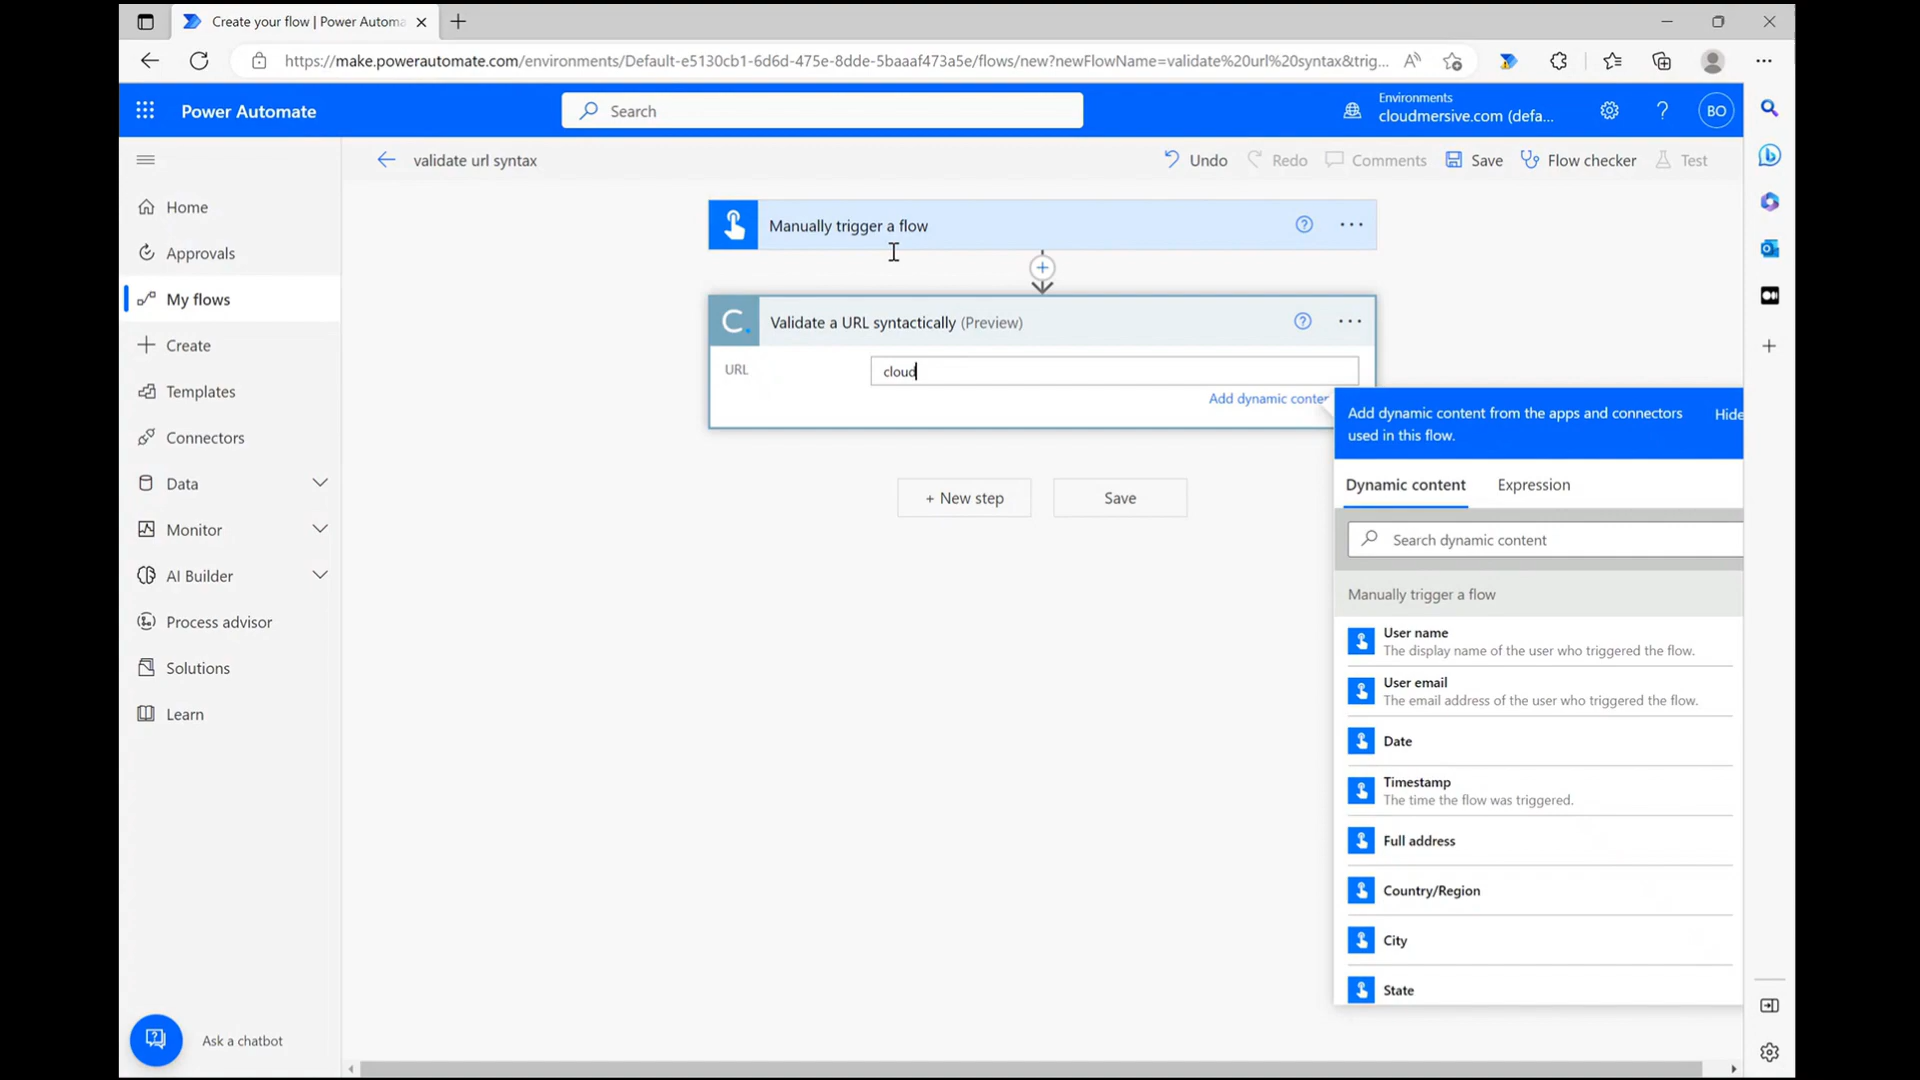 Create your flow | Power Automa
https://make.powerautomate.com/environments/Default-e5130cb1-6d6d-475e-8dde-5baaaf473a5e/flows/new?newFlowName=validate%20url%20syntax&trig...
Power Automate
Search
Environments
cloudmersive.com (defa...
BO
validate url syntax
Undo
Redo
Comments
Save
Flow checker
Test
Home
Approvals
My flows
Create
Templates
Connectors
Data
Monitor
AI Builder
Process advisor
Solutions
Learn
Ask a chatbot
Manually trigger a flow
C.
Validate a URL syntactically (Preview)
URL
cloud
Add dynamic conten
+ New step
Save
Add dynamic content from the apps and connectors
used in this flow.
Hide
Dynamic content
Expression
Search dynamic content
Manually trigger a flow
User name
The display name of the user who triggered the flow.
User email
The email address of the user who triggered the flow.
Date
Timestamp
The time the flow was triggered.
Full address
Country/Region
City
State